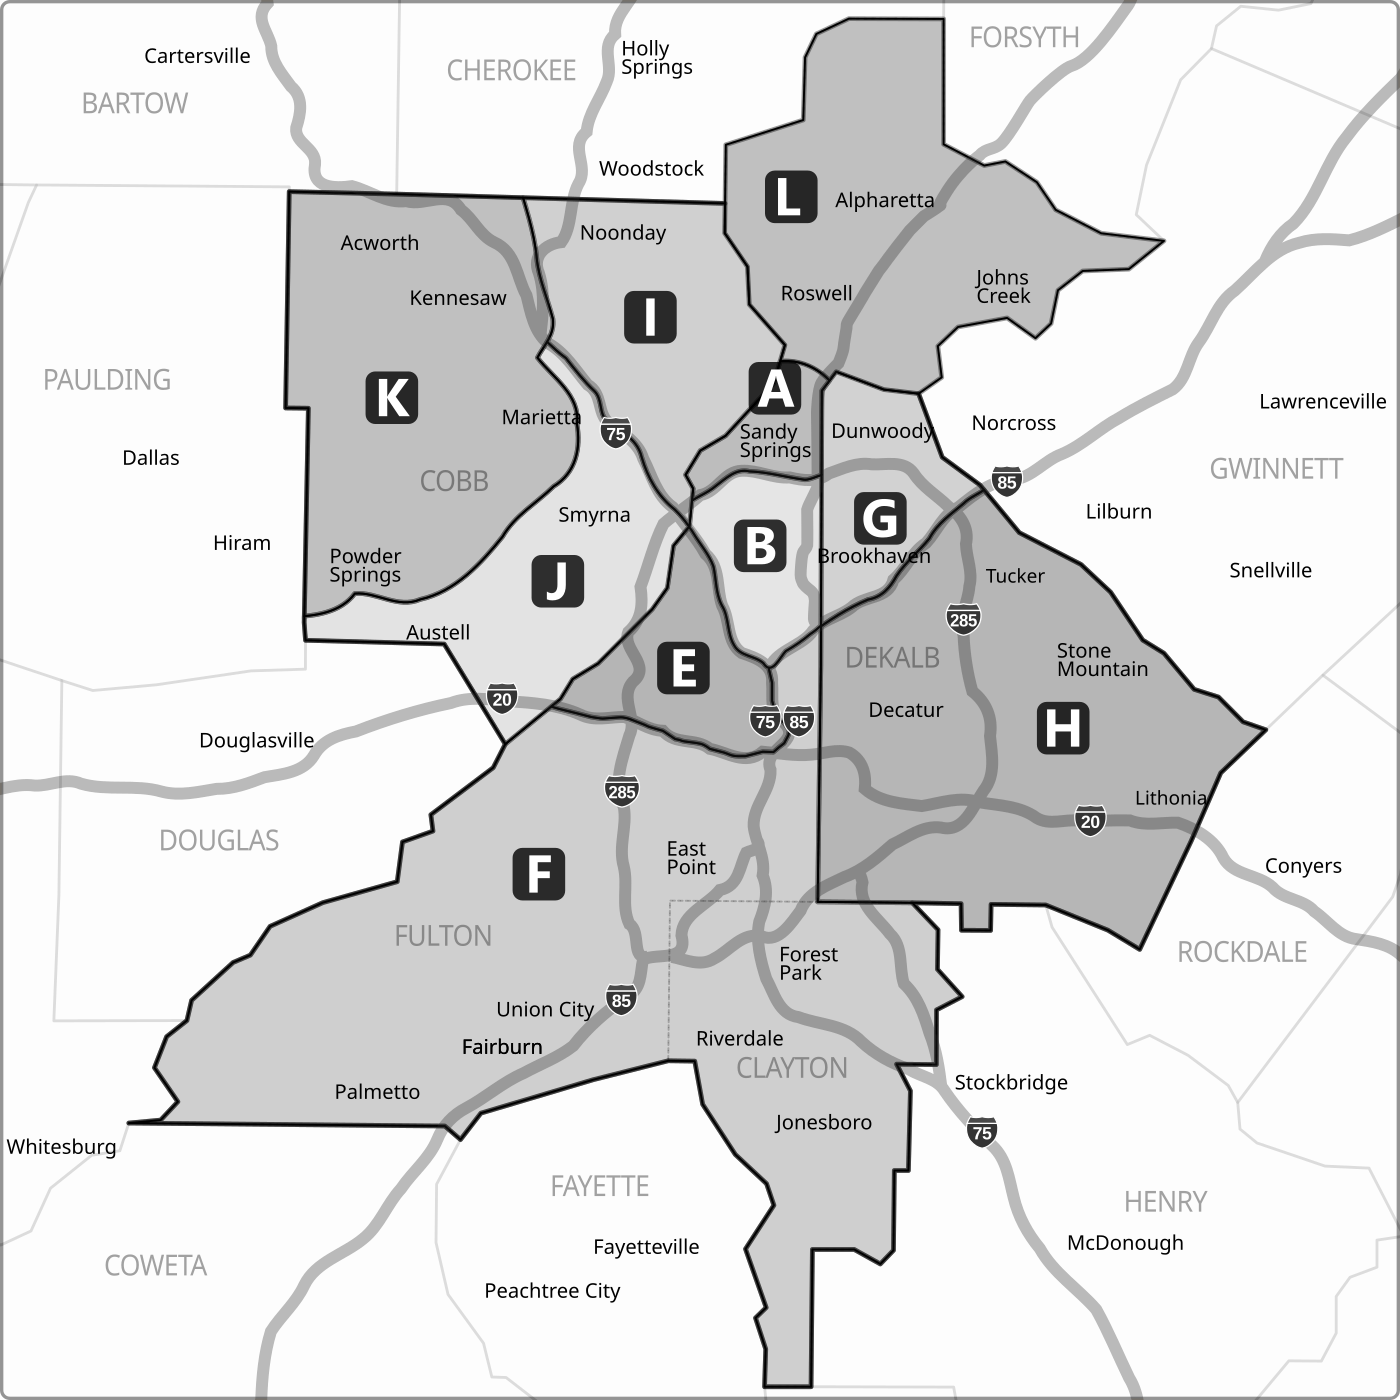 FORSYTH
Holly
Springs
Cartersville
CHEROKEE
BARTOW
Woodstock
L
Alpharetta
Noonday
Acworth
Johns
Creek
Roswell
Kennesaw
I
PAULDING
A
K
Lawrenceville
Marietta
Norcross
75
Sandy
Springs
Dunwoody
Dallas
GWINNETT
COBB
85
Lilburn
Smyrna
G
Hiram
B
Brookhaven
Powder
Springs
Snellville
Tucker
J
285
Austell
Stone
Mountain
DEKALB
E
20
Decatur
75
85
H
Douglasville
285
Lithonia
20
DOUGLAS
East
Point
Conyers
F
FULTON
ROCKDALE
Forest
Park
85
Union City
Riverdale
Fairburn
CLAYTON
Stockbridge
Palmetto
Jonesboro
75
Whitesburg
FAYETTE
HENRY
McDonough
Fayetteville
COWETA
Peachtree City